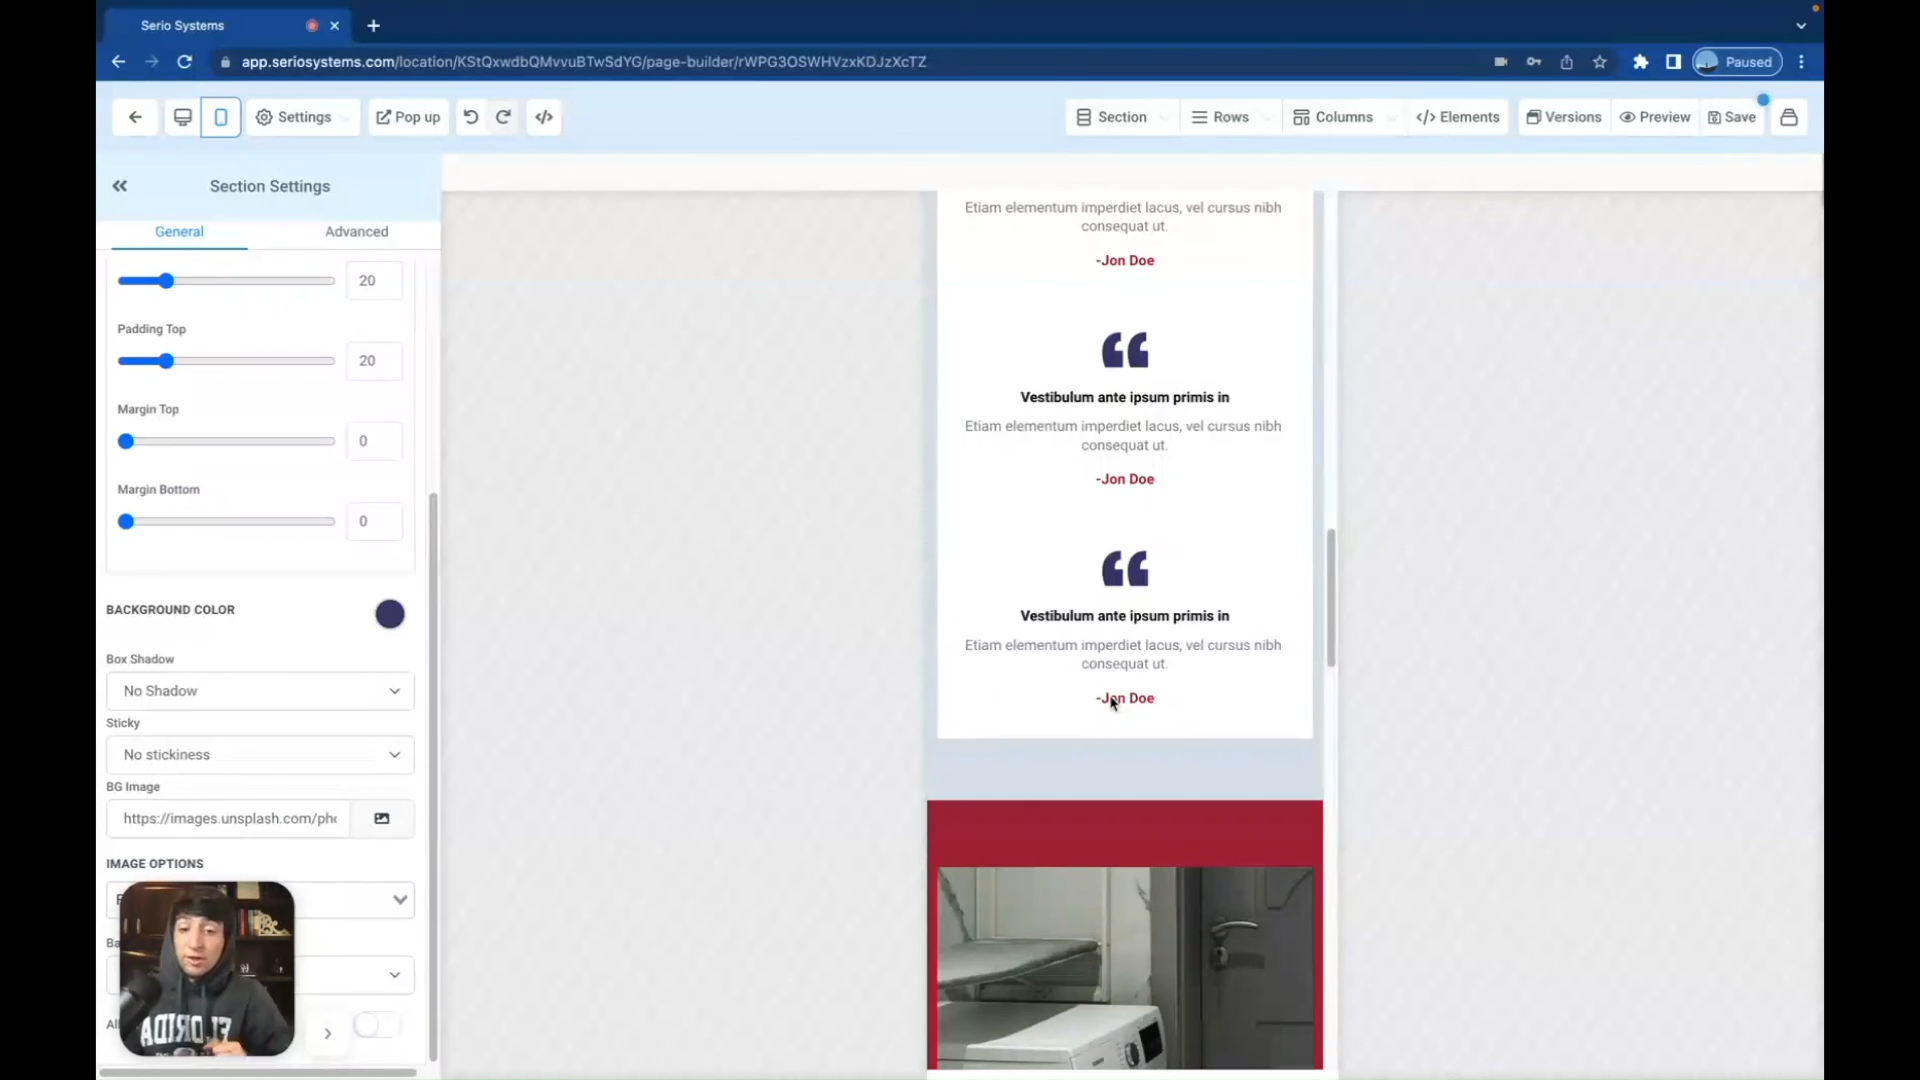 Serio Systems
app.seriosystems.com/location/KStQxwdbQMvvuBTwSdYG/page-builder/rWPG3OSWHVzxKDJzXcTZ
Paused
Settings
Pop up
Section
Rows
Columns
Elements
Versions
Preview
Save
Section Settings
General
Advanced
20
Padding Top
20
Margin Top
0
Margin Bottom
0
BACKGROUND COLOR
Box Shadow
No Shadow
Sticky
No stickiness
BG Image
https://images.unsplash.com/pho
IMAGE OPTIONS
Etiam elementum imperdiet lacus, vel cursus nibh
consequat ut.
-Jon Doe
Vestibulum ante ipsum primis in
Etiam elementum imperdiet lacus, vel cursus nibh
consequat ut.
-Jon Doe
Vestibulum ante ipsum primis in
Etiam elementum imperdiet lacus, vel cursus nibh
consequat ut.
-Jon Doe